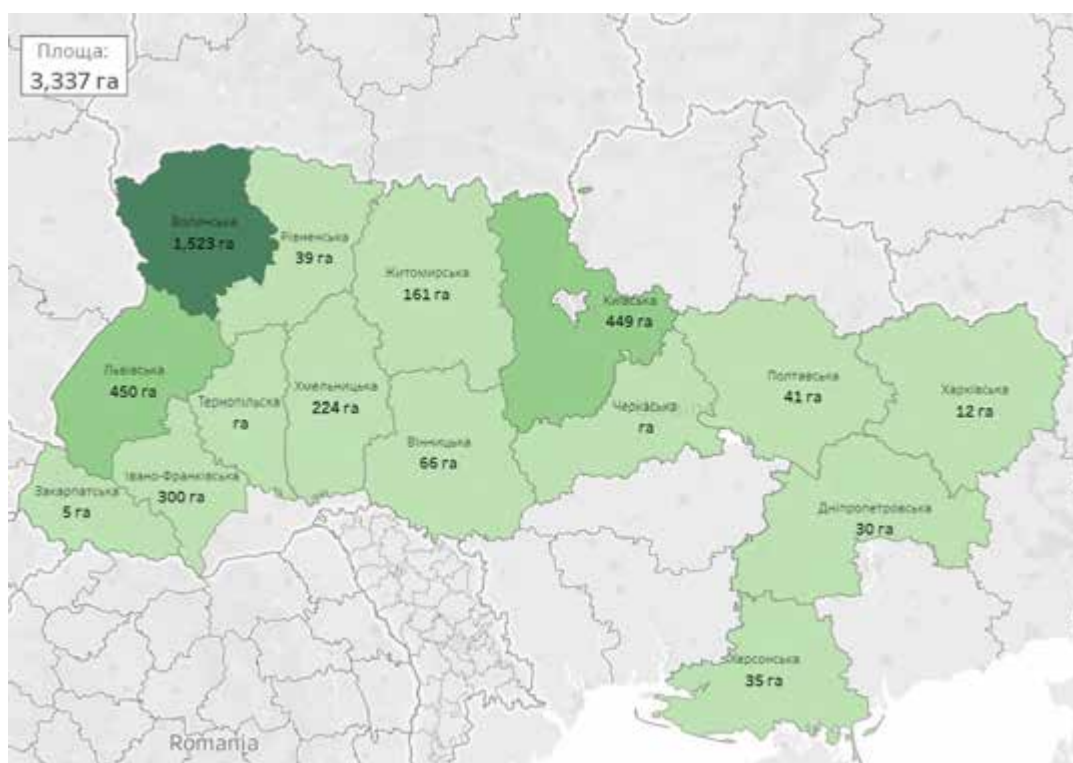 Площа:
3,337 га
Волинська
1,523 га
Рівненська
39 га
Житомирська
161 га
Київська
449 га
Львівська
450 га
Тернопільска
га
Хмельницька
224 га
Вінницька
66 га
Черкаська
га
Полтавська
41 га
Харківська
12 га
Закарпатська
5 га
Івано-Франківська
300 га
Дніпропетровська
30 га
Херсонська
35 га
Romania